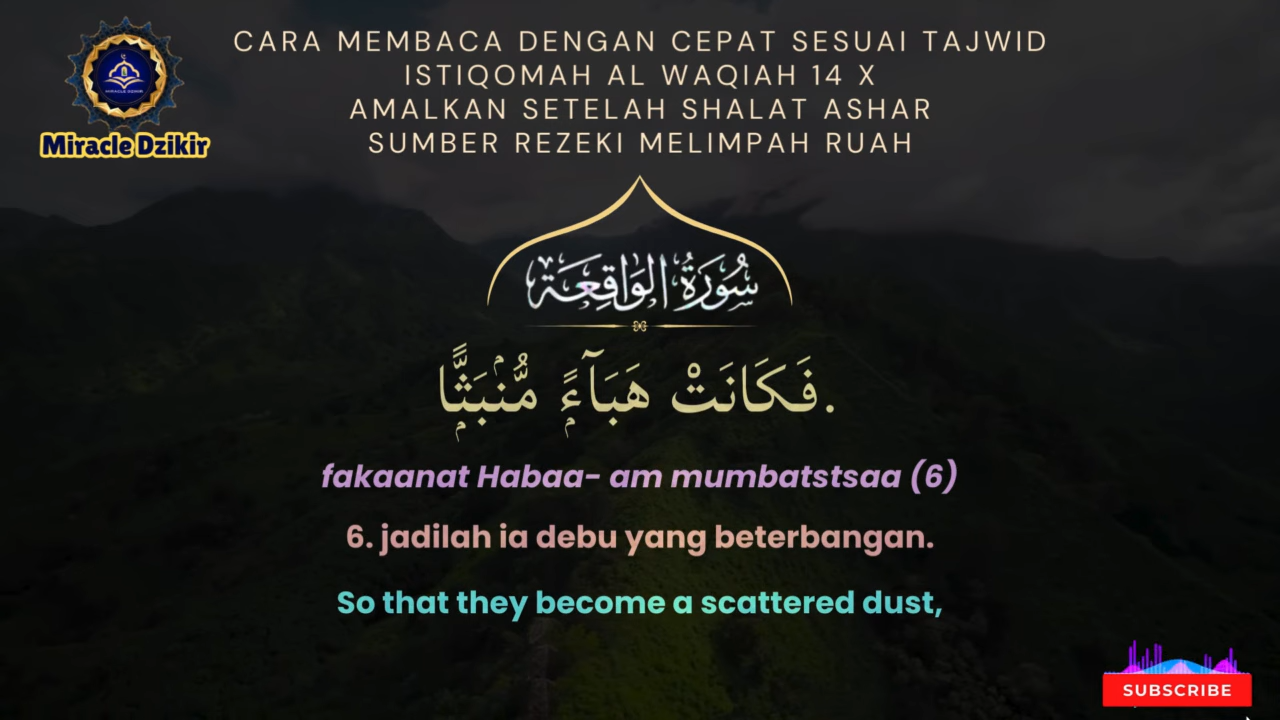 CARA MEMBACA DENGAN CEPAT SESUAI TAJWID
ISTIQOMAH AL WAQIAH 14 X
AMALKAN SETELAH SHALAT ASHAR
SUMBER REZEKI MELIMPAH RUAH
MIRACLE DZIKIR
Miracle Dzikir
سُورَةُ الوَاقِعَة
فَكَانَتْ هَبَآءًۭ مُّنۢبَثًّۭا.
fakaanat Habaa- am mumbatstsaa (6)
6. jadilah ia debu yang beterbangan.
So that they become a scattered dust,
SUBSCRIBE